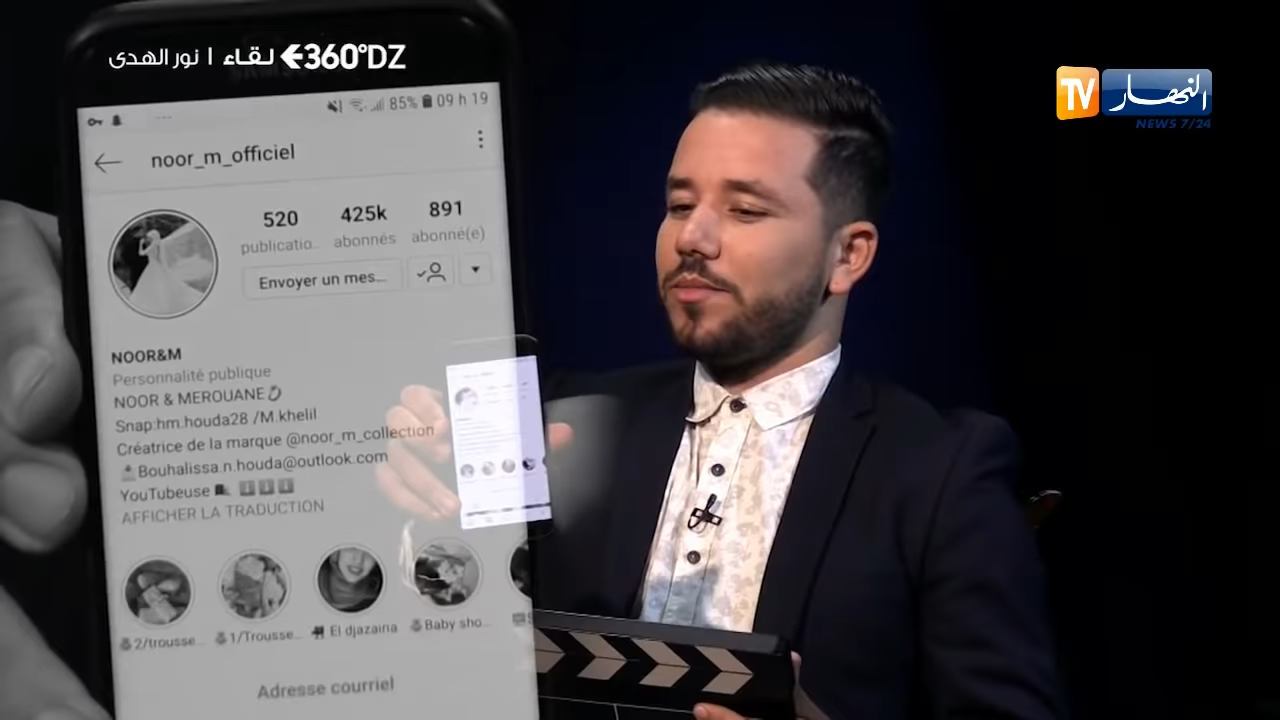 لقاء | نور الهدى
360°DZ
TV النهار
NEWS 7/24
85% 09 h 19
noor_m_officiel
520 425k 891
publicatio... abonnés abonné(e)
Envoyer un mes...
NOOR&M
Personnalité publique
NOOR & MEROUANE
Snap:hm.houda28 /M.khelil
Créatrice de la marque @noor_m_collection
Bouhalissa.n.houda@outlook.com
YouTubeuse
AFFICHER LA TRADUCTION
2/trousse... 1/Trousse... El djazaina Baby sho...
Adresse courriel